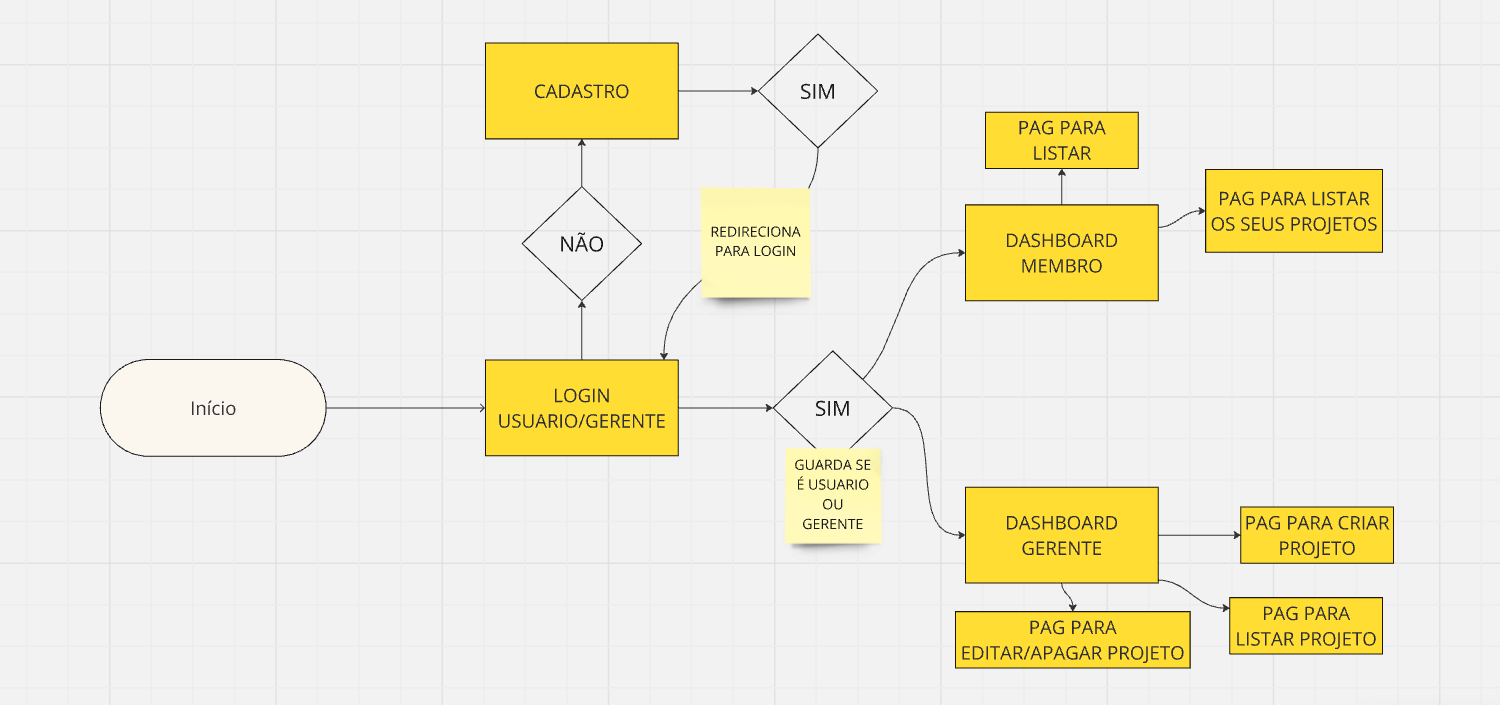 CADASTRO
SIM
PAG PARA
LISTAR
PAG PARA LISTAR
OS SEUS PROJETOS
NÃO
REDIRECIONA
PARA LOGIN
DASHBOARD
MEMBRO
Início
LOGIN
USUARIO/GERENTE
SIM
GUARDA SE
É USUARIO
OU
GERENTE
DASHBOARD
GERENTE
PAG PARA CRIAR
PROJETO
PAG PARA
LISTAR PROJETO
PAG PARA
EDITAR/APAGAR PROJETO